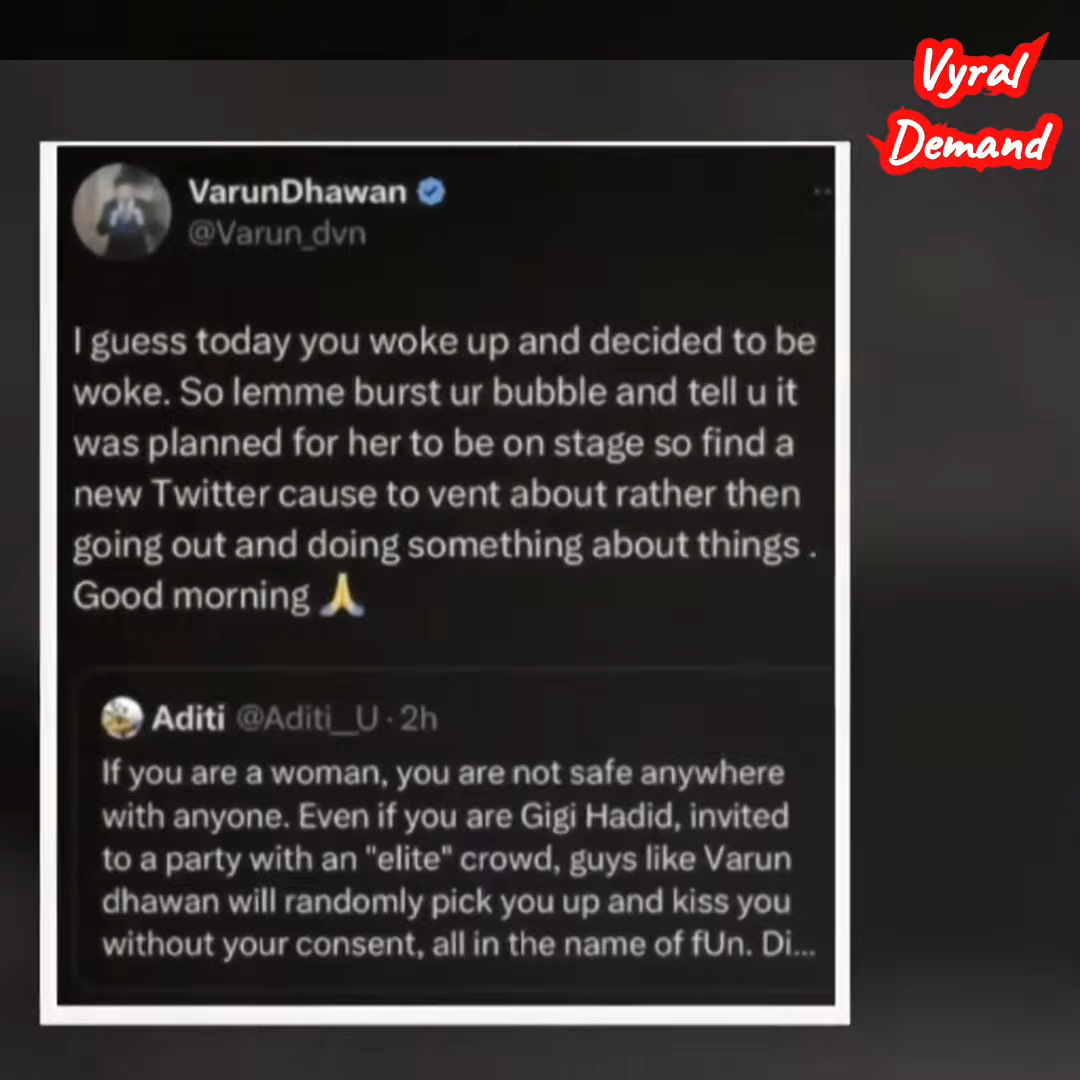 Vyral
Demand
VarunDhawan
@Varun_dvn
I guess today you woke up and decided to be
woke. So lemme burst ur bubble and tell u it
was planned for her to be on stage so find a
new Twitter cause to vent about rather then
going out and doing something about things .
Good morning 🙏
Aditi @Aditi__U · 2h
If you are a woman, you are not safe anywhere
with anyone. Even if you are Gigi Hadid, invited
to a party with an "elite" crowd, guys like Varun
dhawan will randomly pick you up and kiss you
without your consent, all in the name of fUn. Di...